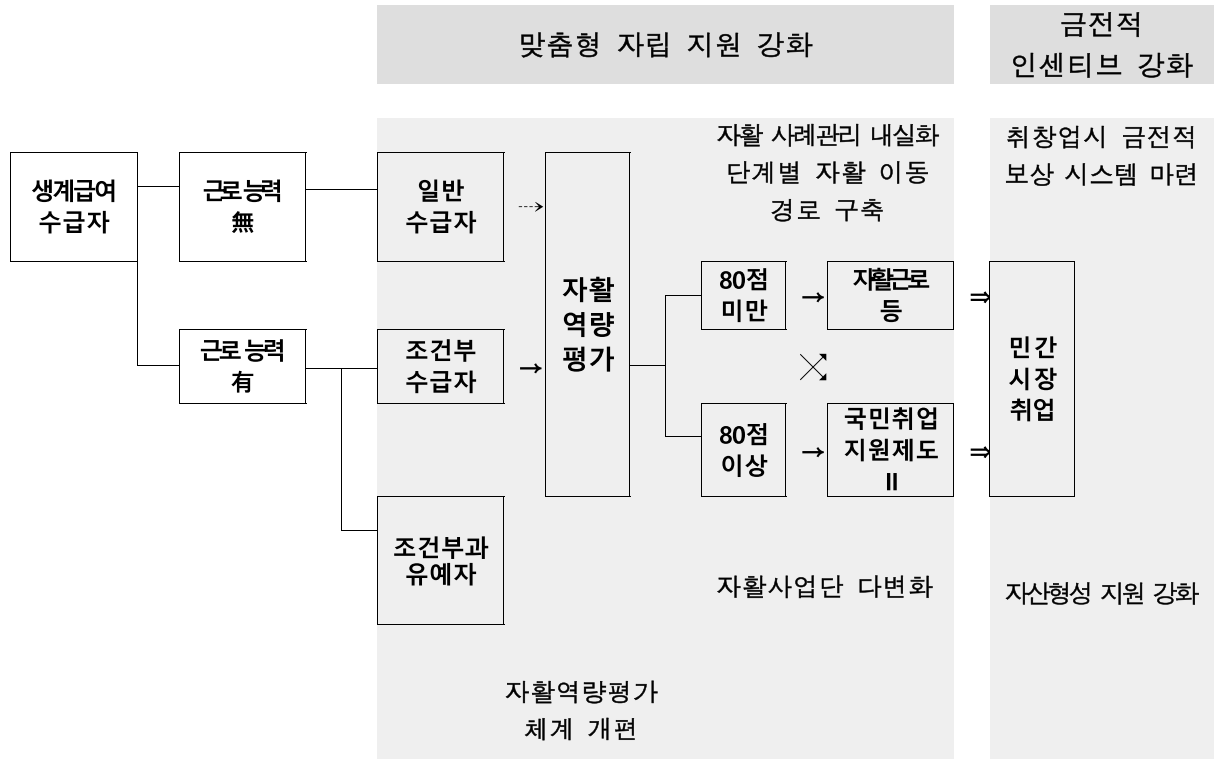 맞춤형 자립 지원 강화
금전적
인센티브 강화
자활 사례관리 내실화
단계별 자활 이동
경로 구축
취창업시 금전적
보상 시스템 마련
생계급여
수급자
근로 능력
無
일반
수급자
⇢
근로 능력
有
조건부
수급자
→
조건부과
유예자
자활
역량
평가
80점
미만
→
자활근로
등
⇒
80점
이상
→
국민취업
지원제도
II
⇒
민간
시장
취업
자활사업단 다변화
자산형성 지원 강화
자활역량평가
체계 개편